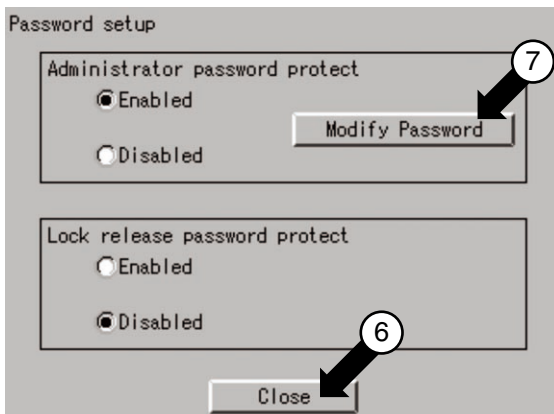 Password setup
Administrator password protect
7
Enabled
Modify Password
Disabled
Lock release password protect
Enabled
Disabled
6
Close